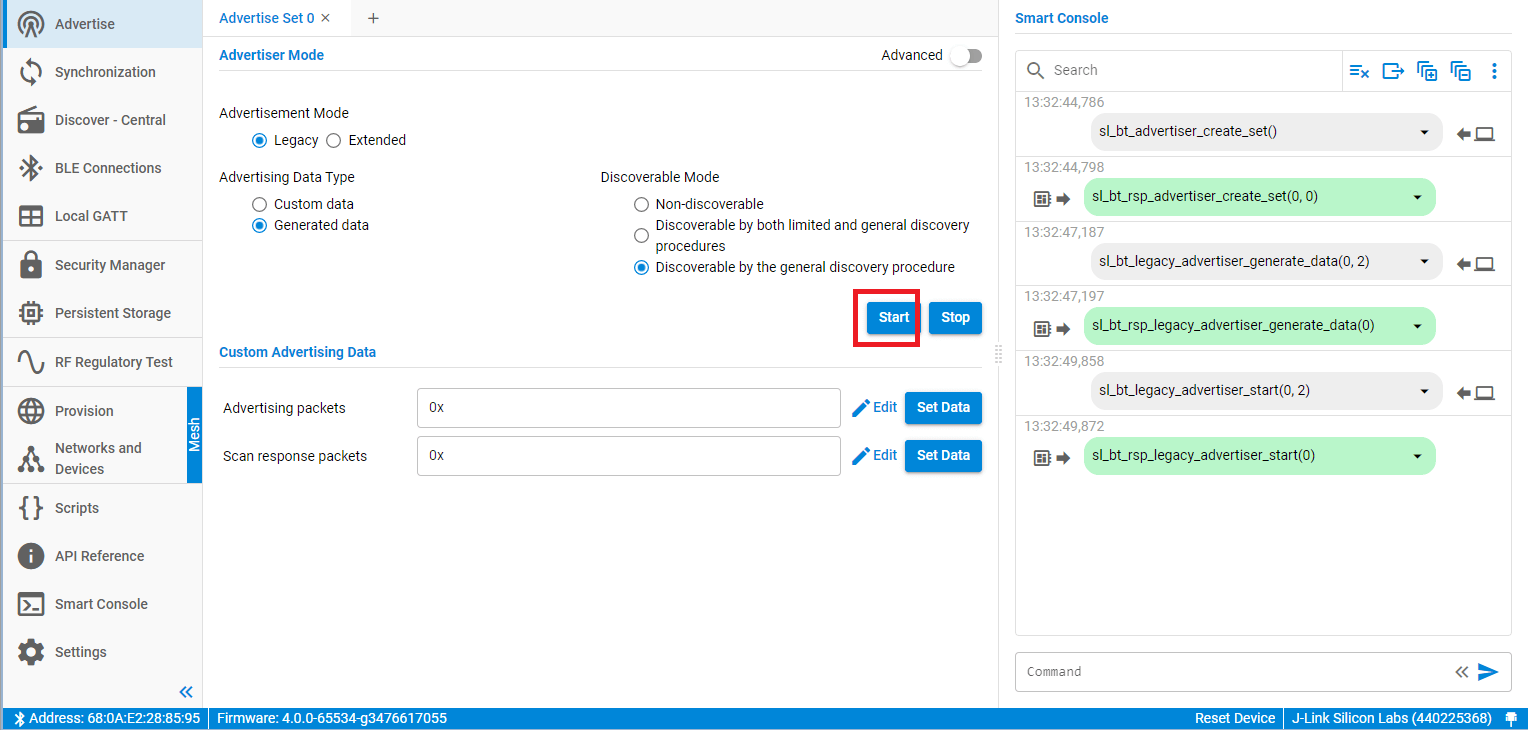 Advertise
Synchronization
Discover - Central
BLE Connections
Local GATT
Security Manager
Persistent Storage
RF Regulatory Test
Provision
Networks and
Devices
Mesh
Scripts
API Reference
Smart Console
Settings
Advertise Set 0
Advertiser Mode
Advanced
Advertisement Mode
Legacy Extended
Advertising Data Type
Custom data
Generated data
Discoverable Mode
Non-discoverable
Discoverable by both limited and general discovery
procedures
Discoverable by the general discovery procedure
Start Stop
Custom Advertising Data
Advertising packets 0x Edit Set Data
Scan response packets 0x Edit Set Data
Smart Console
Search
13:32:44,786
sl_bt_advertiser_create_set()
13:32:44,798
sl_bt_rsp_advertiser_create_set(0, 0)
13:32:47,187
sl_bt_legacy_advertiser_generate_data(0, 2)
13:32:47,197
sl_bt_rsp_legacy_advertiser_generate_data(0)
13:32:49,858
sl_bt_legacy_advertiser_start(0, 2)
13:32:49,872
sl_bt_rsp_legacy_advertiser_start(0)
Command
Address: 68:0A:E2:28:85:95 Firmware: 4.0.0-65534-g3476617055 Reset Device J-Link Silicon Labs (440225368)